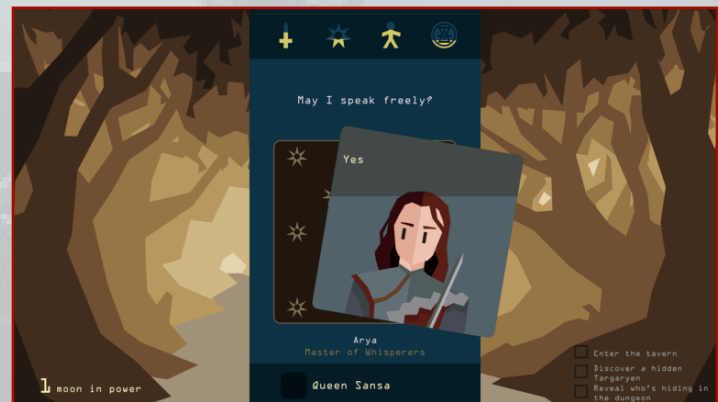 May I speak freely?
Yes
Arya
Master of Whisperers
Queen Sansa
1 moon in power
Enter the tavern
Discover a hidden
Targaryen
Reveal who's hiding in
the dungeon